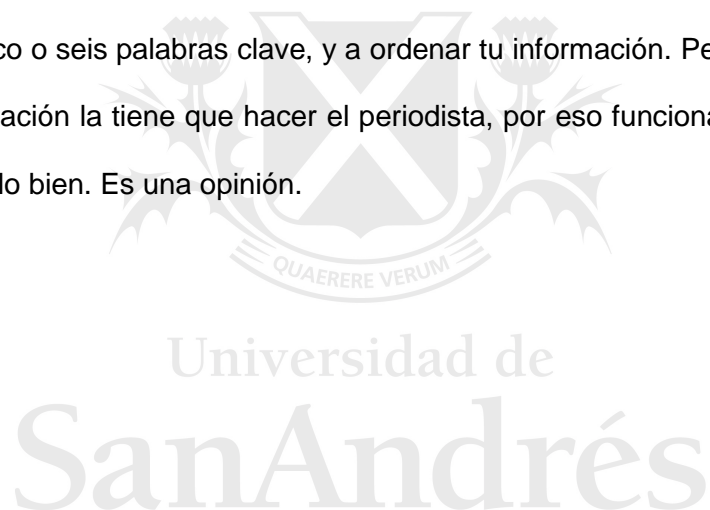 co o seis palabras clave, y a ordenar tu información. Pe
ación la tiene que hacer el periodista, por eso funciona
lo bien. Es una opinión.
QUAERERE VERUM
Universidad de
SanAndrés